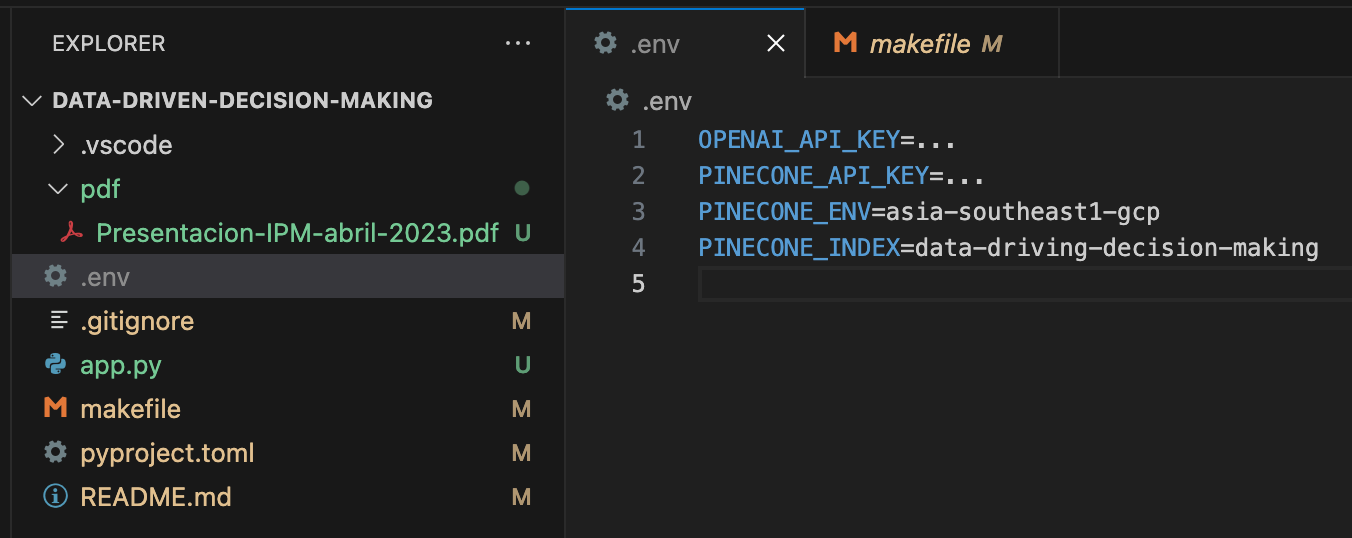 EXPLORER
DATA-DRIVEN-DECISION-MAKING
.vscode
pdf
Presentacion-IPM-abril-2023.pdf U
.env
.gitignore M
app.py U
makefile M
pyproject.toml M
README.md M
.env makefile M
.env
1 OPENAI_API_KEY=...
2 PINECONE_API_KEY=...
3 PINECONE_ENV=asia-southeast1-gcp
4 PINECONE_INDEX=data-driving-decision-making
5